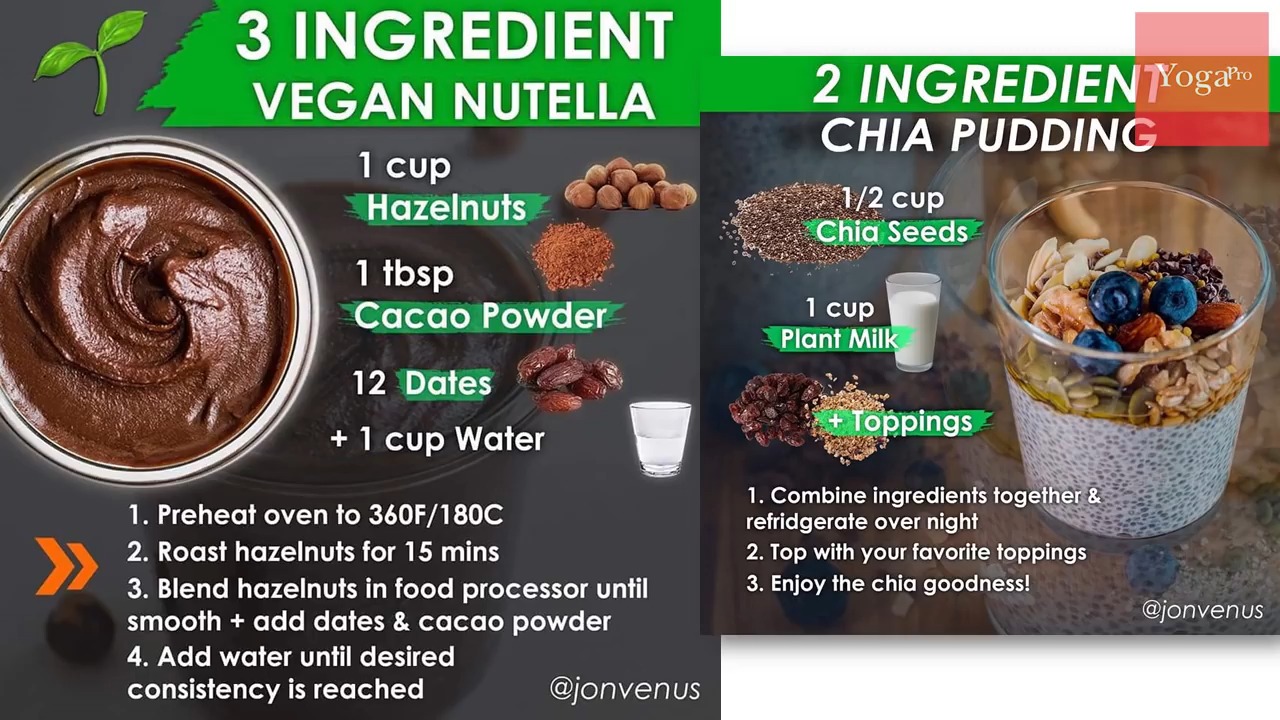 3 INGREDIENT
VEGAN NUTELLA
1 cup
Hazelnuts
1 tbsp
Cacao Powder
12 Dates
+ 1 cup Water
1. Preheat oven to 360F/180C
2. Roast hazelnuts for 15 mins
3. Blend hazelnuts in food processor until
smooth + add dates & cacao powder
4. Add water until desired
consistency is reached
@jonvenus
2 INGREDIENT
CHIA PUDDING
YogaPro
1/2 cup
Chia Seeds
1 cup
Plant Milk
+ Toppings
1. Combine ingredients together &
refridgerate over night
2. Top with your favorite toppings
3. Enjoy the chia goodness!
@jonvenus